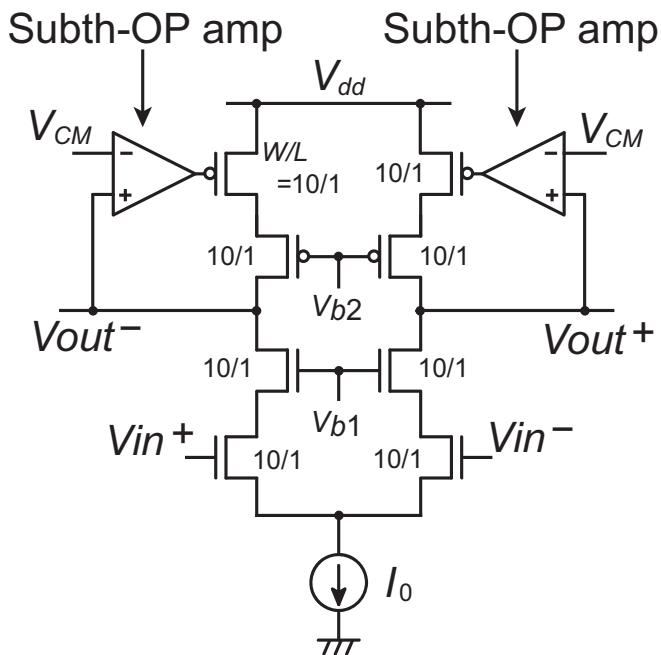 Subth-OP amp Subth-OP amp
Vdd
VCM VCM
W/L
=10/1 10/1
− −
+ +
10/1 10/1
Vb2
Vout− Vout+
10/1 10/1
Vb1
Vin+ Vin−
10/1 10/1
I0